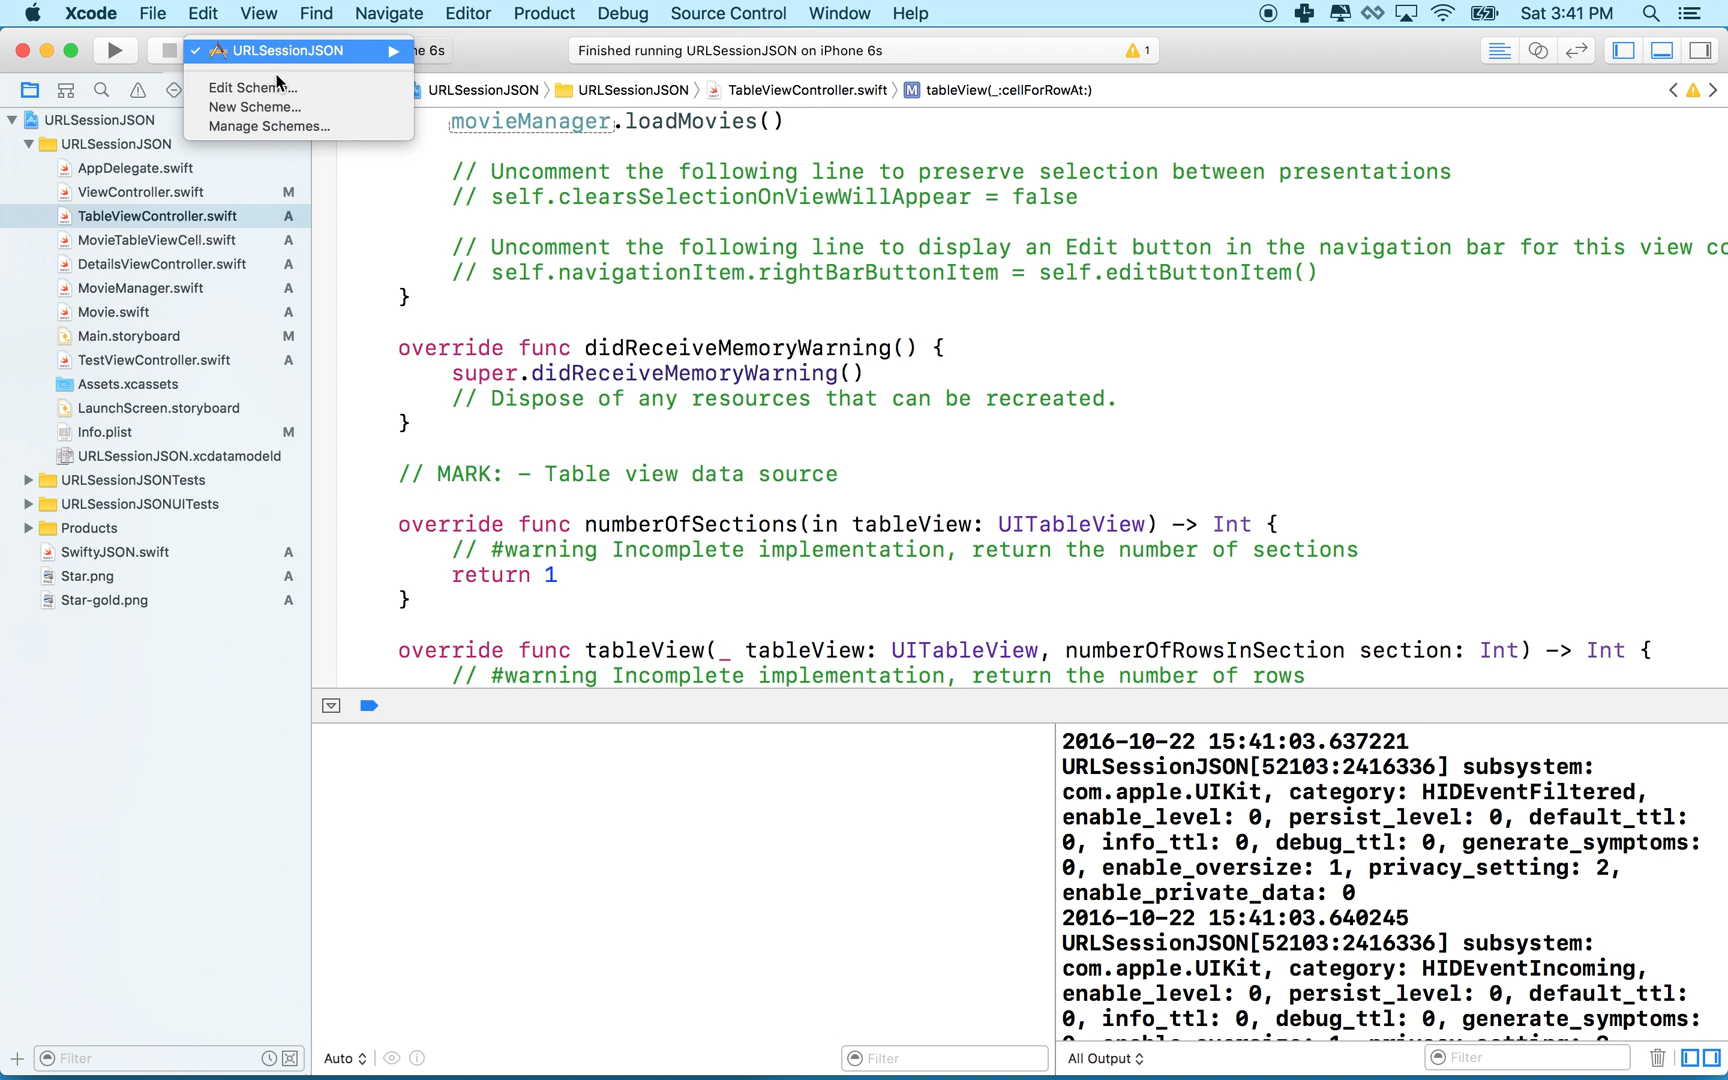 Xcode File Edit View Find Navigate Editor Product Debug Source Control Window Help Sat 3:41 PM
✓ URLSessionJSON
ne 6s
Finished running URLSessionJSON on iPhone 6s
1
Edit Scheme...
New Scheme...
Manage Schemes...
URLSessionJSON
URLSessionJSON
TableViewController.swift
M tableView(_:cellForRowAt:)
URLSessionJSON
URLSessionJSON
AppDelegate.swift
ViewController.swift M
TableViewController.swift A
MovieTableViewCell.swift A
DetailsViewController.swift A
MovieManager.swift A
Movie.swift A
Main.storyboard M
TestViewController.swift A
Assets.xcassets
LaunchScreen.storyboard
Info.plist M
URLSessionJSON.xcdatamodeld
URLSessionJSONTests
URLSessionJSONUITests
Products
SwiftyJSON.swift A
Star.png A
Star-gold.png A
Filter
movieManager.loadMovies()
// Uncomment the following line to preserve selection between presentations
// self.clearsSelectionOnViewWillAppear = false
// Uncomment the following line to display an Edit button in the navigation bar for this view co
// self.navigationItem.rightBarButtonItem = self.editButtonItem()
}
override func didReceiveMemoryWarning() {
super.didReceiveMemoryWarning()
// Dispose of any resources that can be recreated.
}
// MARK: - Table view data source
override func numberOfSections(in tableView: UITableView) -> Int {
// #warning Incomplete implementation, return the number of sections
return 1
}
override func tableView(_ tableView: UITableView, numberOfRowsInSection section: Int) -> Int {
// #warning Incomplete implementation, return the number of rows
2016-10-22 15:41:03.637221
URLSessionJSON[52103:2416336] subsystem:
com.apple.UIKit, category: HIDEventFiltered,
enable_level: 0, persist_level: 0, default_ttl:
0, info_ttl: 0, debug_ttl: 0, generate_symptoms:
0, enable_oversize: 1, privacy_setting: 2,
enable_private_data: 0
2016-10-22 15:41:03.640245
URLSessionJSON[52103:2416336] subsystem:
com.apple.UIKit, category: HIDEventIncoming,
enable_level: 0, persist_level: 0, default_ttl:
0, info_ttl: 0, debug_ttl: 0, generate_symptoms:
Auto
Filter
All Output
Filter